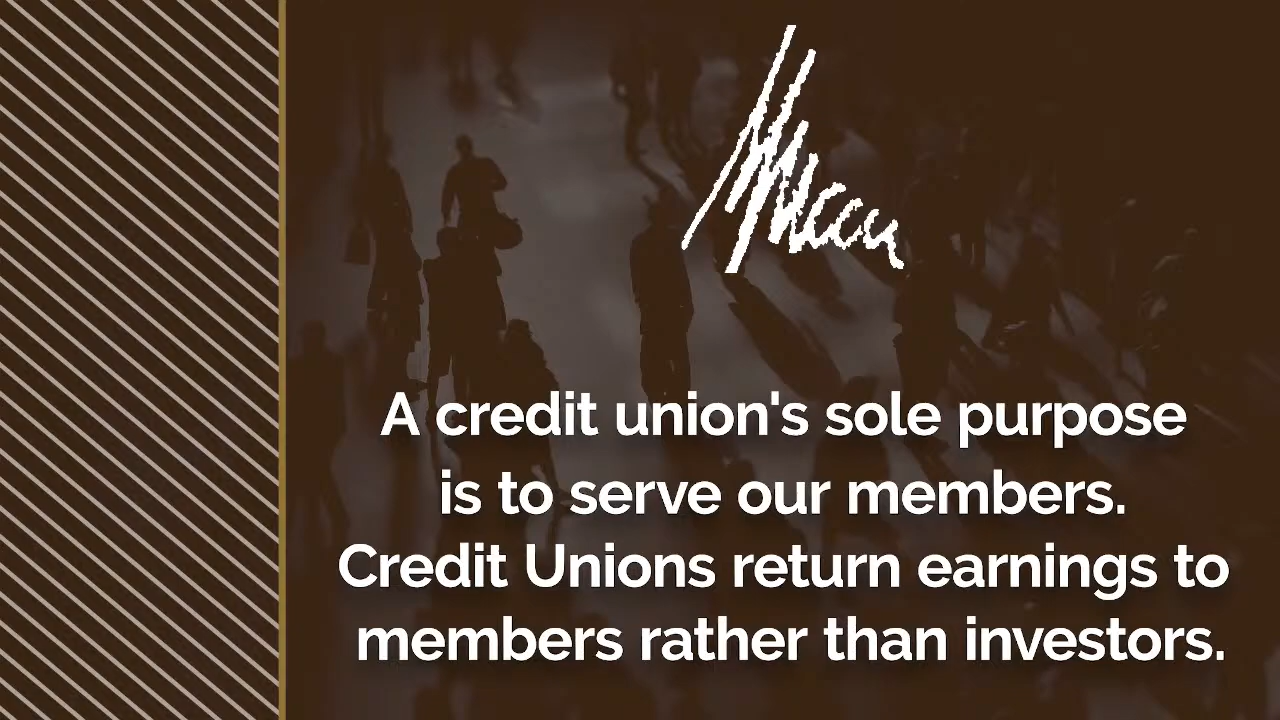 A credit union's sole purpose
is to serve our members.
Credit Unions return earnings to
members rather than investors.